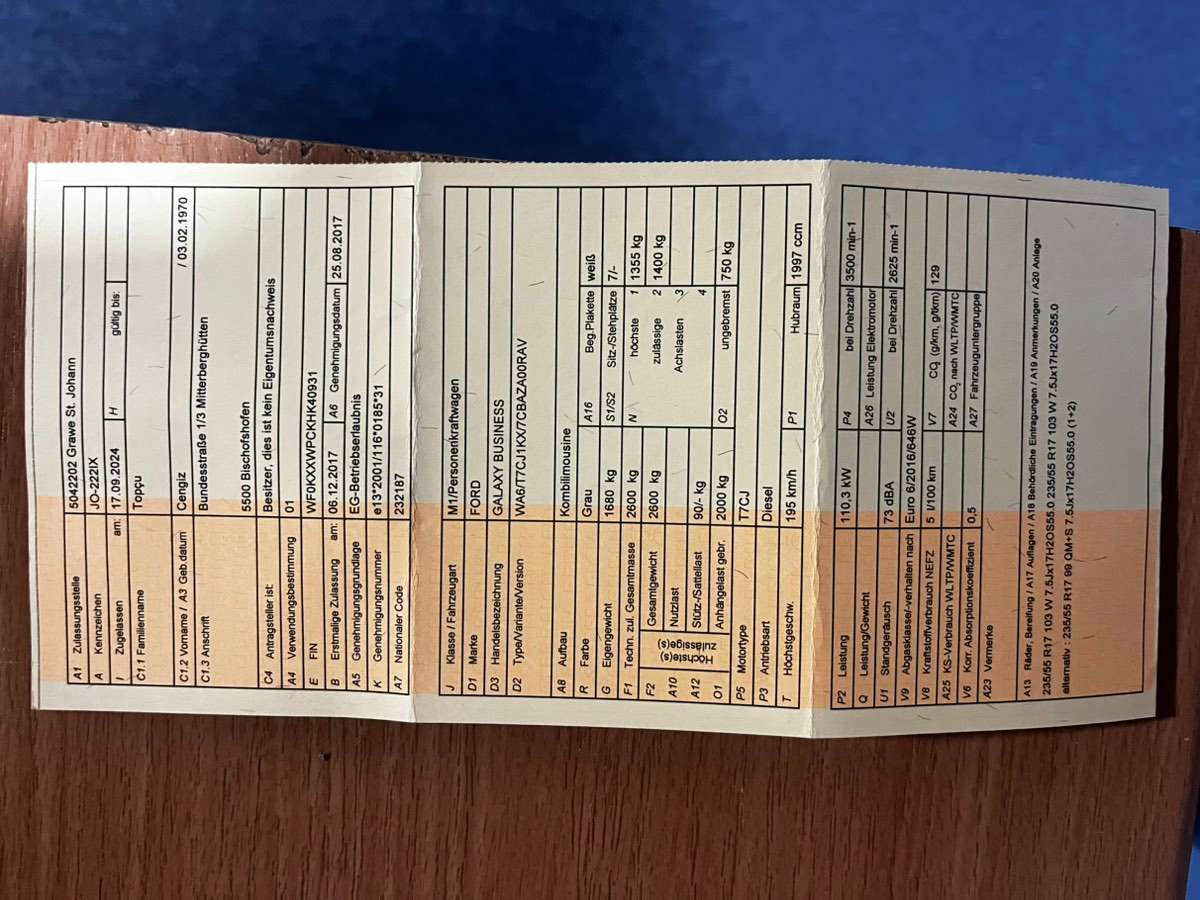 A1 Zulassungsstelle 5042202 Grawe St. Johann
A Kennzeichen JO-222IX
I Zugelassen am: 17.09.2024 H gültig bis:
C1.1 Familienname Topçu
C1.2 Vorname / A3 Geb.datum Cengiz / 03.02.1970
C1.3 Anschrift Bundesstraße 1/3 Mitterberghütten
5500 Bischofshofen
C4 Antragsteller ist: Besitzer, dies ist kein Eigentumsnachweis
A4 Verwendungsbestimmung 01
E FIN WF0KXXWPCKHK40931
B Erstmalige Zulassung am: 06.12.2017 A6 Genehmigungsdatum 25.08.2017
A5 Genehmigungsgrundlage EG-Betriebserlaubnis
K Genehmigungsnummer e13*2001/116*0185*31
A7 Nationaler Code 232187
J Klasse / Fahrzeugart M1/Personenkraftwagen
D1 Marke FORD
D3 Handelsbezeichnung GALAXY BUSINESS
D2 Type/Variante/Version WA6/T7CJ1KX/7CBAZA00RAV
A8 Aufbau Kombilimousine
R Farbe Grau A16 Beg.Plakette weiß
G Eigengewicht 1680 kg S1/S2 Sitz-/Stehplätze 7/-
F1 Techn. zul. Gesamtmasse 2600 kg N höchste 1 1355 kg
Höchste(s) zulässige(s)
F2 Gesamtgewicht 2600 kg zulässige 2 1400 kg
A10 Nutzlast Achslasten 3
A12 Stütz-/Sattellast 90/- kg 4
O1 Anhängelast gebr. 2000 kg O2 ungebremst 750 kg
P5 Motortype T7CJ
P3 Antriebsart Diesel
T Höchstgeschw. 195 km/h P1 Hubraum 1997 ccm
P2 Leistung 110,3 kW P4 bei Drehzahl 3500 min-1
Q Leistung/Gewicht A26 Leistung Elektromotor
U1 Standgeräusch 73 dBA U2 bei Drehzahl 2625 min-1
V9 Abgasklasse/-verhalten nach Euro 6/2016/646W
V8 Kraftstoffverbrauch NEFZ 5 l/100 km V7 CO₂ (g/km, g/tkm) 129
A25 KS-Verbrauch WLTP/WMTC A24 CO₂ nach WLTP/WMTC
V6 Korr. Absorptionskoeffizient 0,5 A27 Fahrzeuguntergruppe
A23 Vermerke
A13 Räder, Bereifung / A17 Auflagen / A18 Behördliche Eintragungen / A19 Anmerkungen / A20 Anlage
235/55 R17 103 W 7.5Jx17H2OS55.0 235/55 R17 103 W 7.5Jx17H2OS55.0
alternativ : 235/55 R17 99 QM+S 7.5Jx17H2OS55.0 (1+2)